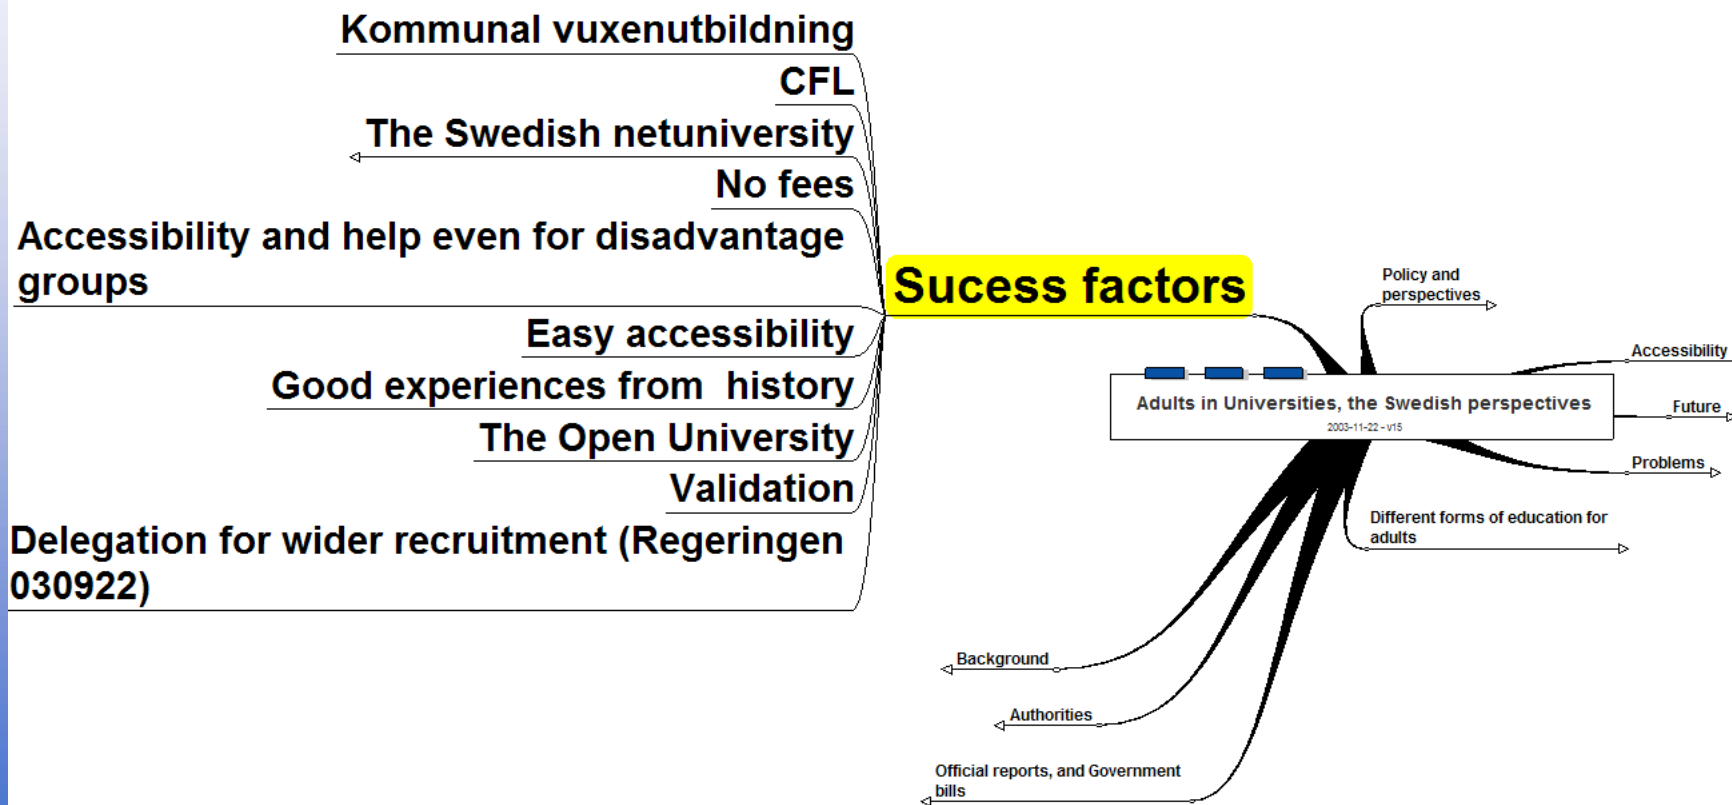 Kommunal vuxenutbildning
CFL
The Swedish netuniversity
No fees
Accessibility and help even for disadvantage
groups
Easy accessibility
Good experiences from  history
The Open University
Validation
Delegation for wider recruitment (Regeringen
030922)
Sucess factors
Policy and
perspectives
Accessibility
Adults in Universities, the Swedish perspectives
2003-11-22 - v15
Future
Problems
Different forms of education for
adults
Background
Authorities
Official reports, and Government
bills